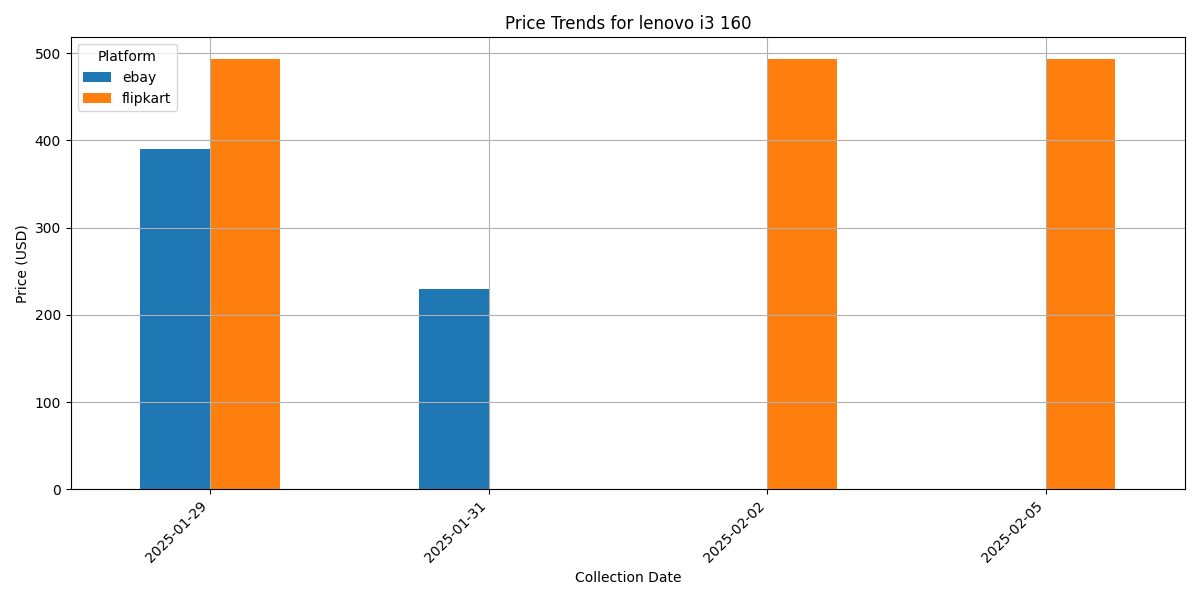 Price Trends for lenovo i3 160
Platform
ebay
flipkart
Price (USD)
500
400
300
200
100
0
2025-01-29
2025-01-31
2025-02-02
2025-02-05
Collection Date